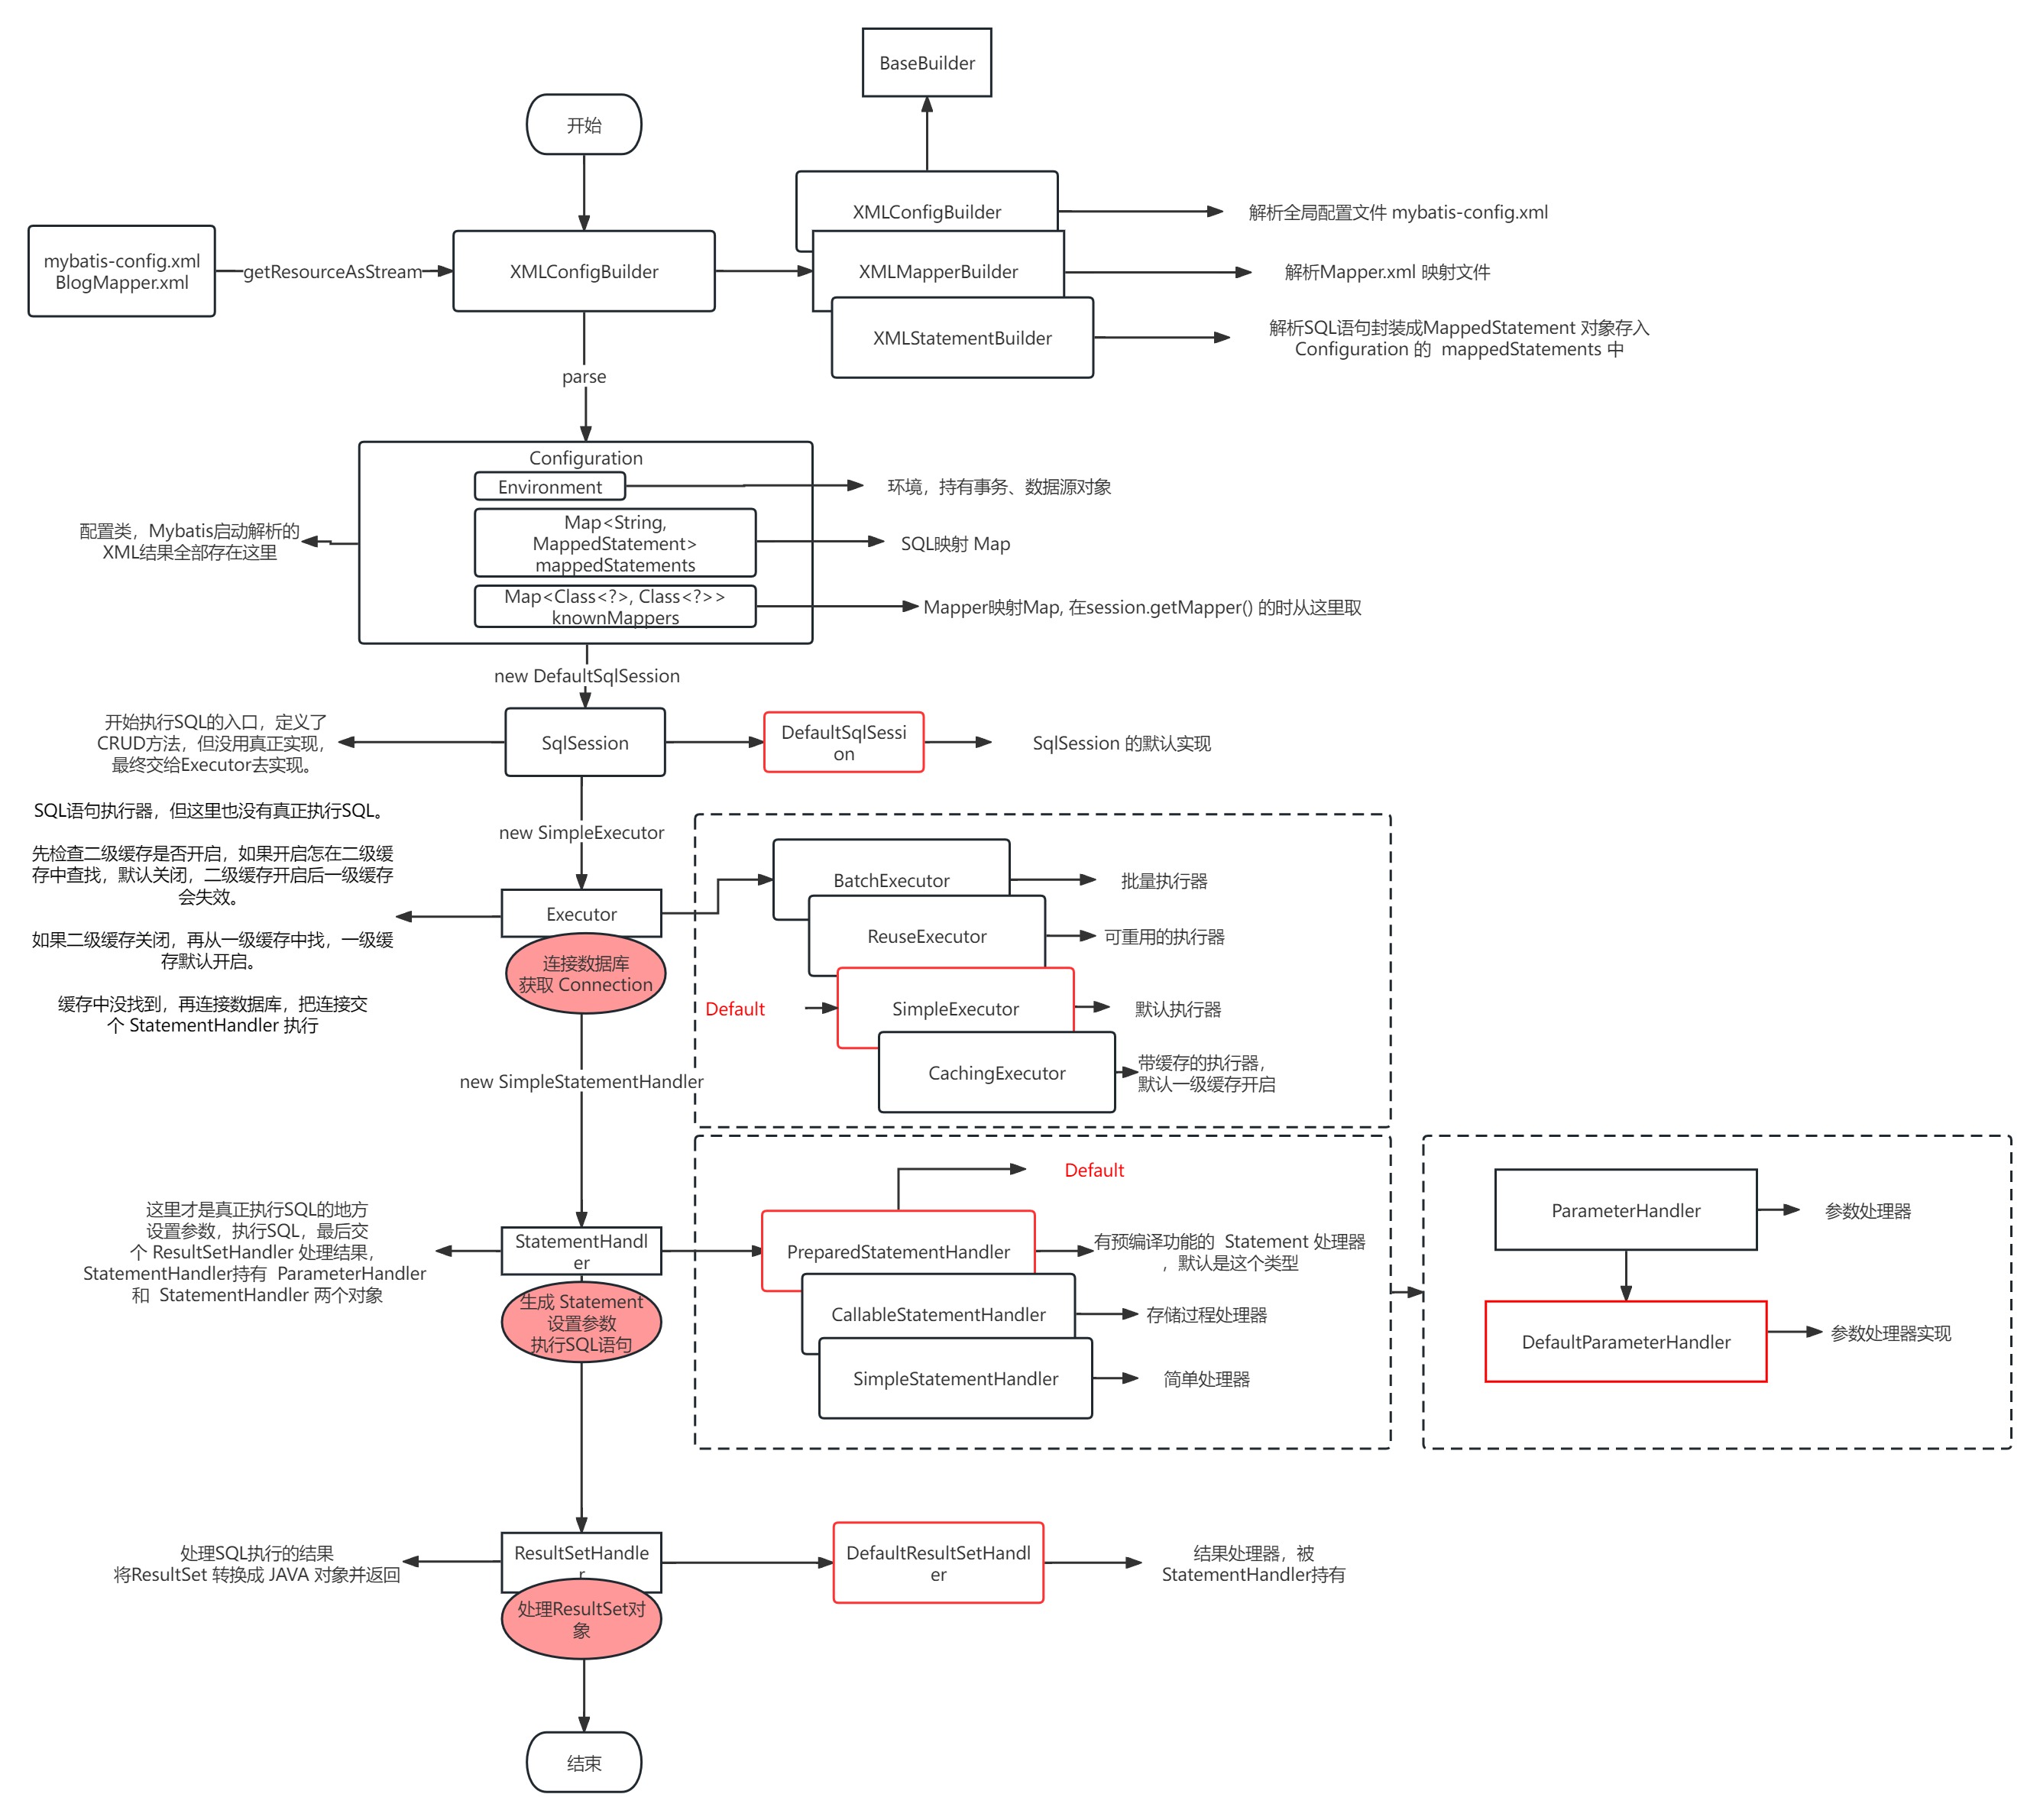 BaseBuilder
开始
XMLConfigBuilder
解析全局配置文件 mybatis-config.xml
mybatis-config.xml
BlogMapper.xml
getResourceAsStream
XMLConfigBuilder
XMLMapperBuilder
解析Mapper.xml 映射文件
XMLStatementBuilder
解析SQL语句封装成MappedStatement 对象存入
Configuration 的 mappedStatements 中
parse
Configuration
Environment
环境，持有事务、数据源对象
配置类，Mybatis启动解析的
XML结果全部存在这里
Map<String,
MappedStatement>
mappedStatements
SQL映射 Map
Map<Class<?>, Class<?>>
knownMappers
Mapper映射Map, 在session.getMapper() 的时从这里取
new DefaultSqlSession
开始执行SQL的入口，定义了
CRUD方法，但没用真正实现，
最终交给Executor去实现。
SqlSession
DefaultSqlSessi
on
SqlSession 的默认实现
SQL语句执行器，但这里也没有真正执行SQL。
先检查二级缓存是否开启，如果开启怎在二级缓
存中查找，默认关闭，二级缓存开启后一级缓存
会失效。
如果二级缓存关闭，再从一级缓存中找，一级缓
存默认开启。
缓存中没找到，再连接数据库，把连接交
个 StatementHandler 执行
new SimpleExecutor
Executor
连接数据库
获取 Connection
BatchExecutor
批量执行器
ReuseExecutor
可重用的执行器
Default
SimpleExecutor
默认执行器
CachingExecutor
带缓存的执行器，
默认一级缓存开启
new SimpleStatementHandler
这里才是真正执行SQL的地方
设置参数，执行SQL，最后交
个 ResultSetHandler 处理结果，
StatementHandler持有 ParameterHandler
和 StatementHandler 两个对象
StatementHandl
er
生成 Statement
设置参数
执行SQL语句
Default
PreparedStatementHandler
有预编译功能的 Statement 处理器
，默认是这个类型
CallableStatementHandler
存储过程处理器
SimpleStatementHandler
简单处理器
ParameterHandler
参数处理器
DefaultParameterHandler
参数处理器实现
处理SQL执行的结果
将ResultSet 转换成 JAVA 对象并返回
ResultSetHandle
r
处理ResultSet对
象
DefaultResultSetHandl
er
结果处理器，被
StatementHandler持有
结束